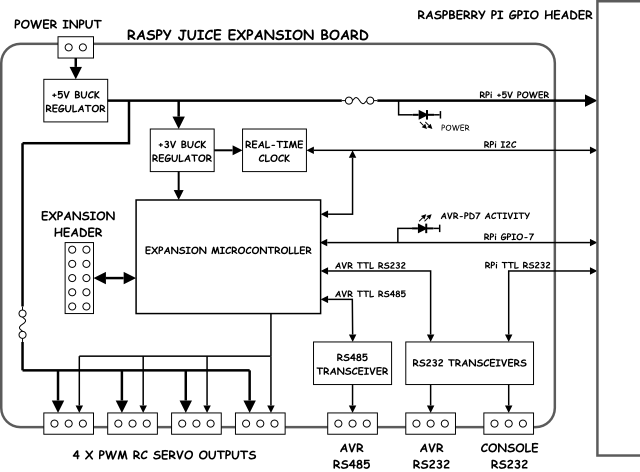 RASPBERRY PI GPIO HEADER
POWER INPUT
RASPY JUICE EXPANSION BOARD
+5V BUCK
REGULATOR
RPi +5V POWER
POWER
+3V BUCK
REGULATOR
REAL-TIME
CLOCK
RPi I2C
EXPANSION
HEADER
EXPANSION MICROCONTROLLER
AVR-PD7 ACTIVITY
RPi GPIO-7
AVR TTL RS232
RPi TTL RS232
AVR TTL RS485
RS485
TRANSCEIVER
RS232 TRANSCEIVERS
4 X PWM RC SERVO OUTPUTS
AVR
RS485
AVR
RS232
CONSOLE
RS232